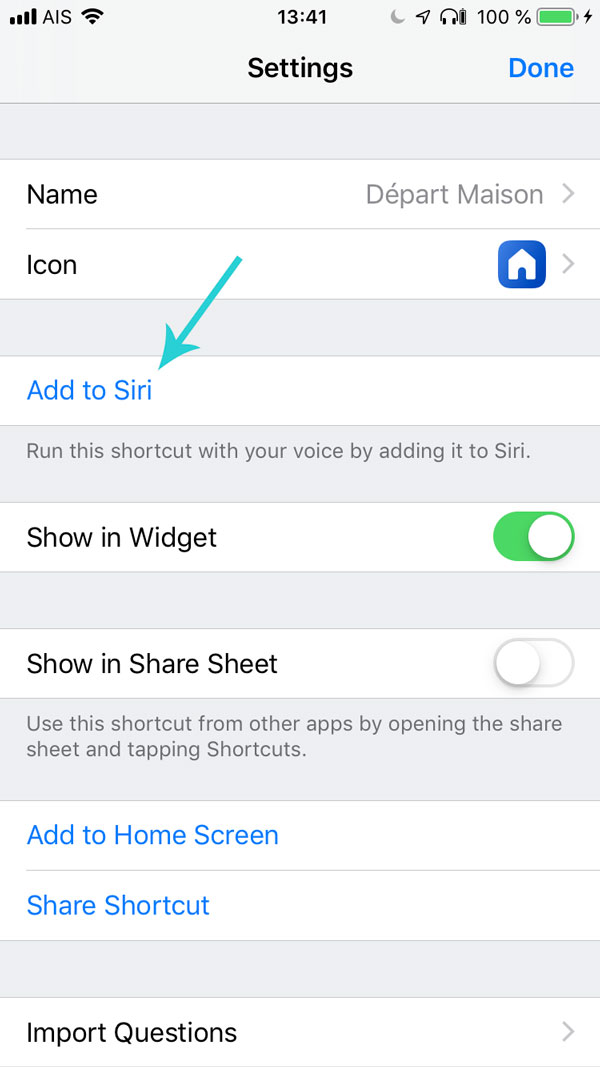 AIS 13:41 100 %
Settings Done
Name Départ Maison
Icon
Add to Siri
Run this shortcut with your voice by adding it to Siri.
Show in Widget
Show in Share Sheet
Use this shortcut from other apps by opening the share
sheet and tapping Shortcuts.
Add to Home Screen
Share Shortcut
Import Questions